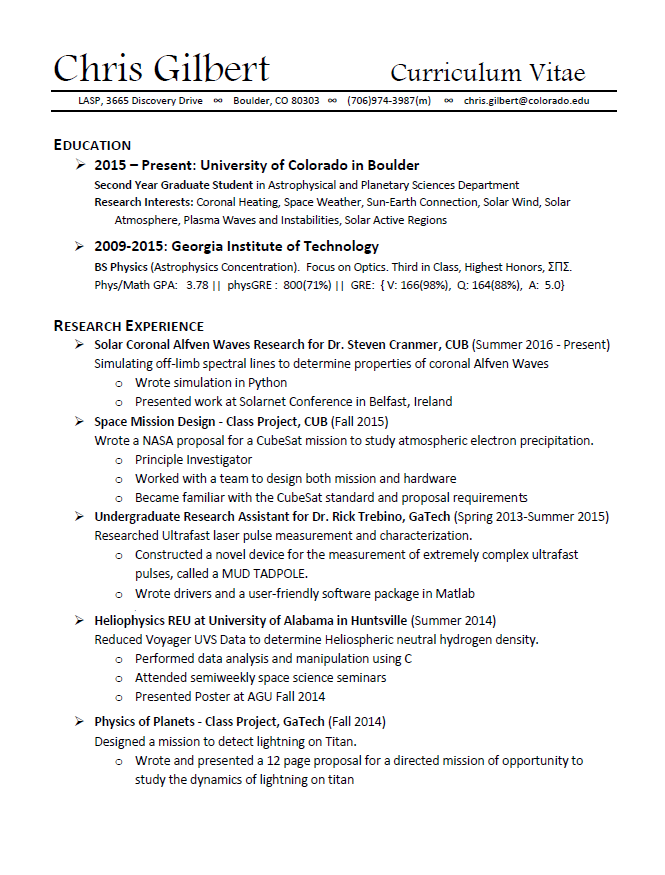 Chris Gilbert Curriculum Vitae
LASP, 3665 Discovery Drive ∞ Boulder, CO 80303 ∞ (706)974-3987(m) ∞ chris.gilbert@colorado.edu
EDUCATION
➢ 2015 – Present: University of Colorado in Boulder
Second Year Graduate Student in Astrophysical and Planetary Sciences Department
Research Interests: Coronal Heating, Space Weather, Sun-Earth Connection, Solar Wind, Solar
Atmosphere, Plasma Waves and Instabilities, Solar Active Regions
➢ 2009-2015: Georgia Institute of Technology
BS Physics (Astrophysics Concentration). Focus on Optics. Third in Class, Highest Honors, ΣΠΣ.
Phys/Math GPA: 3.78 || physGRE : 800(71%) || GRE: { V: 166(98%), Q: 164(88%), A: 5.0}
RESEARCH EXPERIENCE
➢ Solar Coronal Alfven Waves Research for Dr. Steven Cranmer, CUB (Summer 2016 - Present)
Simulating off-limb spectral lines to determine properties of coronal Alfven Waves
o Wrote simulation in Python
o Presented work at Solarnet Conference in Belfast, Ireland
➢ Space Mission Design - Class Project, CUB (Fall 2015)
Wrote a NASA proposal for a CubeSat mission to study atmospheric electron precipitation.
o Principle Investigator
o Worked with a team to design both mission and hardware
o Became familiar with the CubeSat standard and proposal requirements
➢ Undergraduate Research Assistant for Dr. Rick Trebino, GaTech (Spring 2013-Summer 2015)
Researched Ultrafast laser pulse measurement and characterization.
o Constructed a novel device for the measurement of extremely complex ultrafast
pulses, called a MUD TADPOLE.
o Wrote drivers and a user-friendly software package in Matlab
➢ Heliophysics REU at University of Alabama in Huntsville (Summer 2014)
Reduced Voyager UVS Data to determine Heliospheric neutral hydrogen density.
o Performed data analysis and manipulation using C
o Attended semiweekly space science seminars
o Presented Poster at AGU Fall 2014
➢ Physics of Planets - Class Project, GaTech (Fall 2014)
Designed a mission to detect lightning on Titan.
o Wrote and presented a 12 page proposal for a directed mission of opportunity to
study the dynamics of lightning on titan